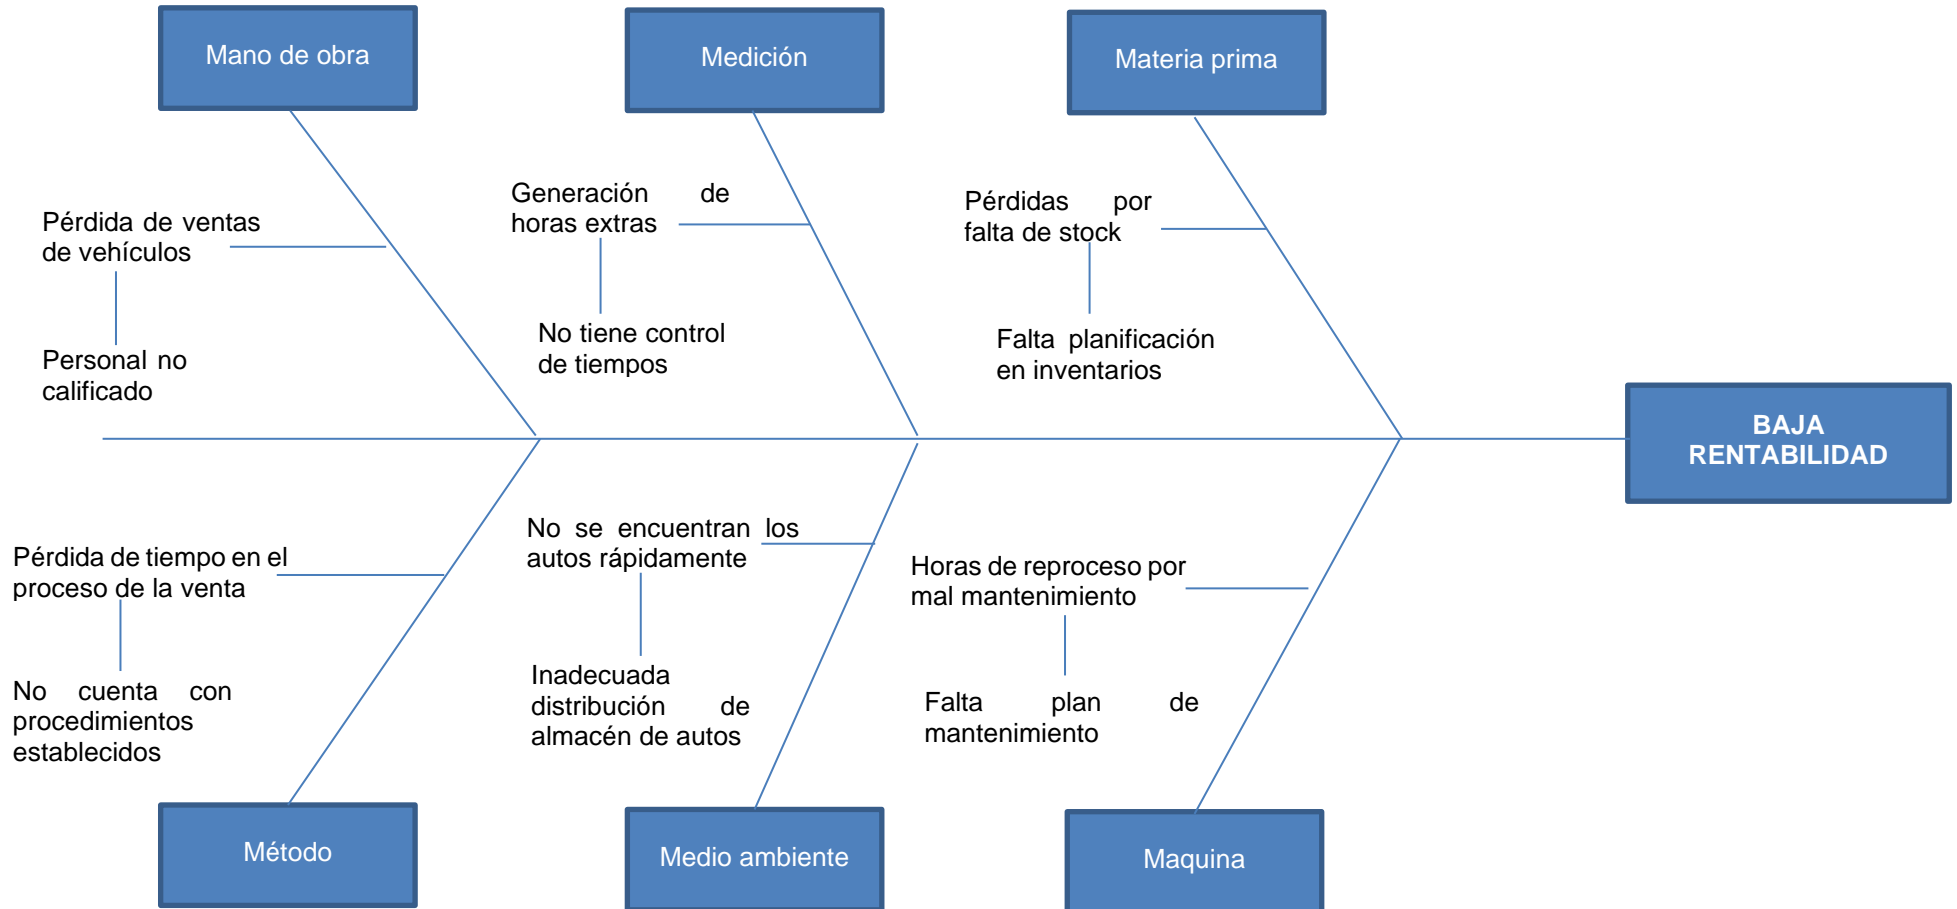 Mano de obra
Medición
Materia prima
Pérdida de ventas
de vehículos
Personal no
calificado
Generación de
horas extras
No tiene control
de tiempos
Pérdidas por
falta de stock
Falta planificación
en inventarios
BAJA
RENTABILIDAD
Pérdida de tiempo en el
proceso de la venta
No cuenta con
procedimientos
establecidos
No se encuentran los
autos rápidamente
Inadecuada
distribución de
almacén de autos
Horas de reproceso por
mal mantenimiento
Falta plan de
mantenimiento
Método
Medio ambiente
Maquina